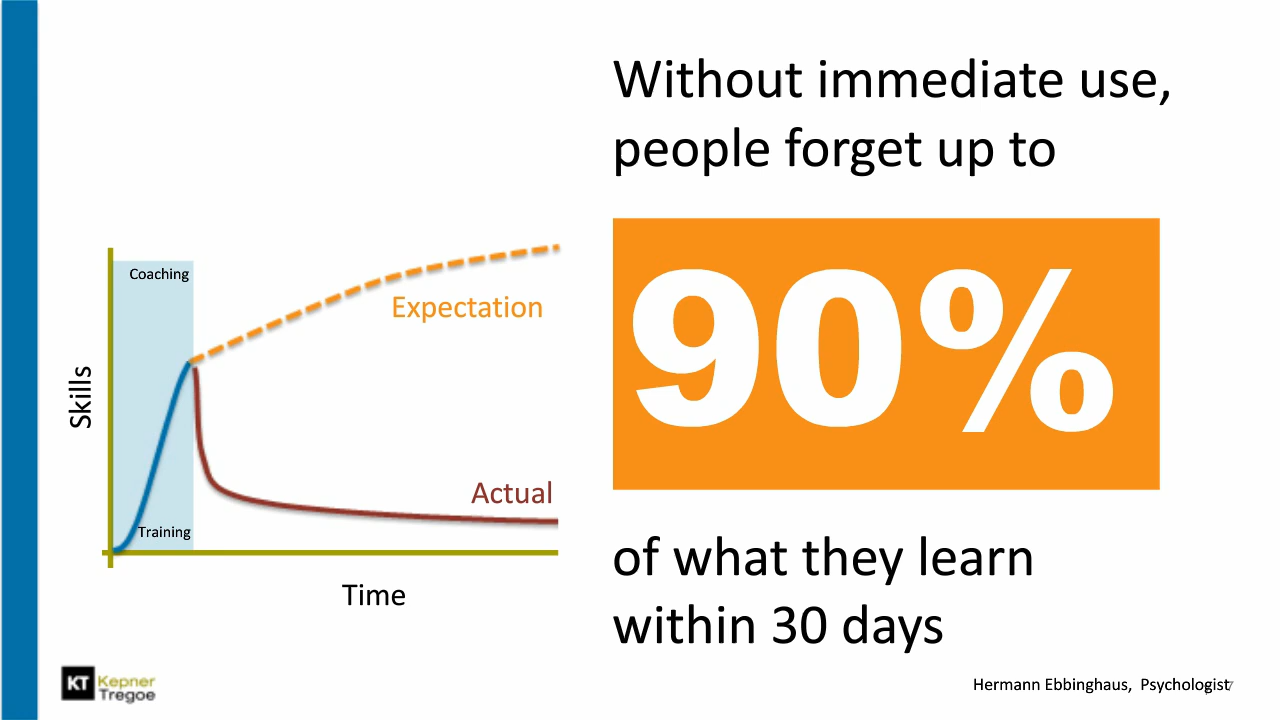 Without immediate use,
people forget up to
90%
of what they learn
within 30 days
Coaching
Expectation
Skills
Actual
Training
Time
KT Kepner
Tregoe
Hermann Ebbinghaus, Psychologist